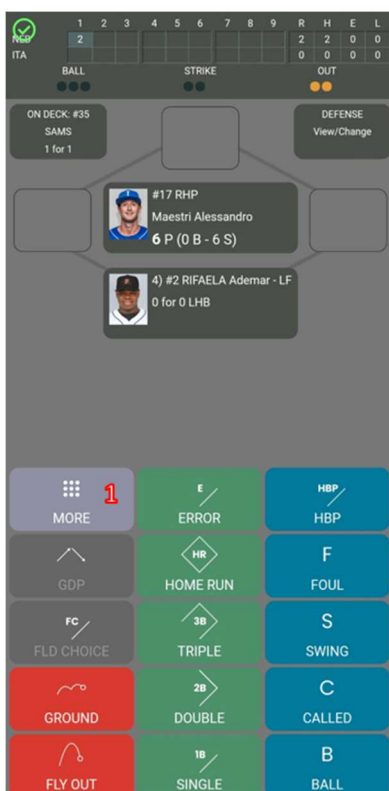 1 2 3 4 5 6 7 8 9 R H E L
NED 2 2 2 0 0
ITA 0 0 0 0
BALL STRIKE OUT
ON DECK: #35
SAMS
1 for 1
DEFENSE
View/Change
#17 RHP
Maestri Alessandro
6 P (0 B - 6 S)
4) #2 RIFAELA Ademar - LF
0 for 0 LHB
1
MORE
E
ERROR
HBP
HBP
GDP
HR
HOME RUN
F
FOUL
FC
FLD CHOICE
3B
TRIPLE
S
SWING
GROUND
2B
DOUBLE
C
CALLED
FLY OUT
1B
SINGLE
B
BALL